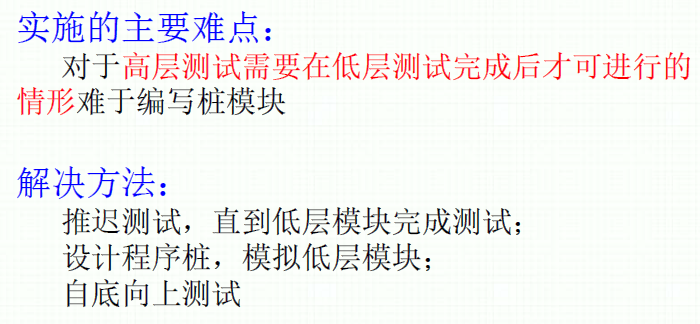 实施的主要难点：
对于高层测试需要在低层测试完成后才可进行的
情形难于编写桩模块
解决方法：
推迟测试，直到低层模块完成测试；
设计程序桩，模拟低层模块；
自底向上测试